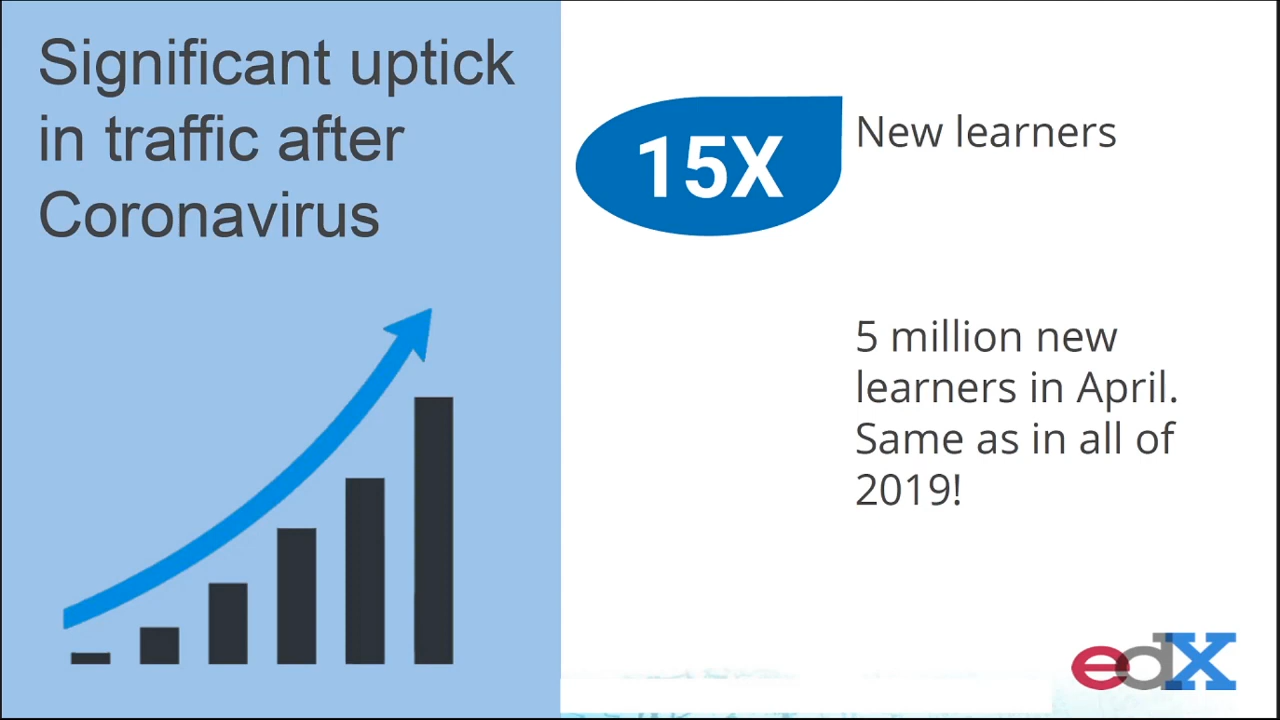 Significant uptick
in traffic after
Coronavirus
15X
New learners
5 million new
learners in April.
Same as in all of
2019!
edX